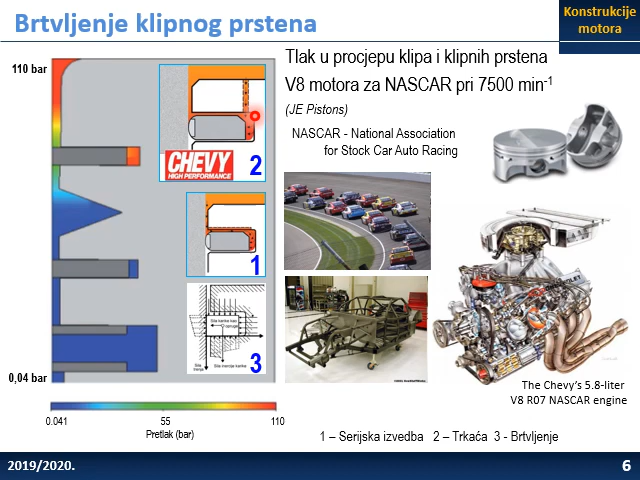 Brtvljenje klipnog prstena
Konstrukcije
motora
110 bar
0,04 bar
CHEVY
HIGH PERFORMANCE
2
1
3
Tlak u procjepu klipa i klipnih prstena
V8 motora za NASCAR pri 7500 min-1
(JE Pistons)
NASCAR - National Association
for Stock Car Auto Racing
The Chevy's 5.8-liter
V8 R07 NASCAR engine
0.041 55 110
Pretlak (bar)
1 – Serijska izvedba 2 – Trkaća 3 - Brtvljenje
2019/2020.
6